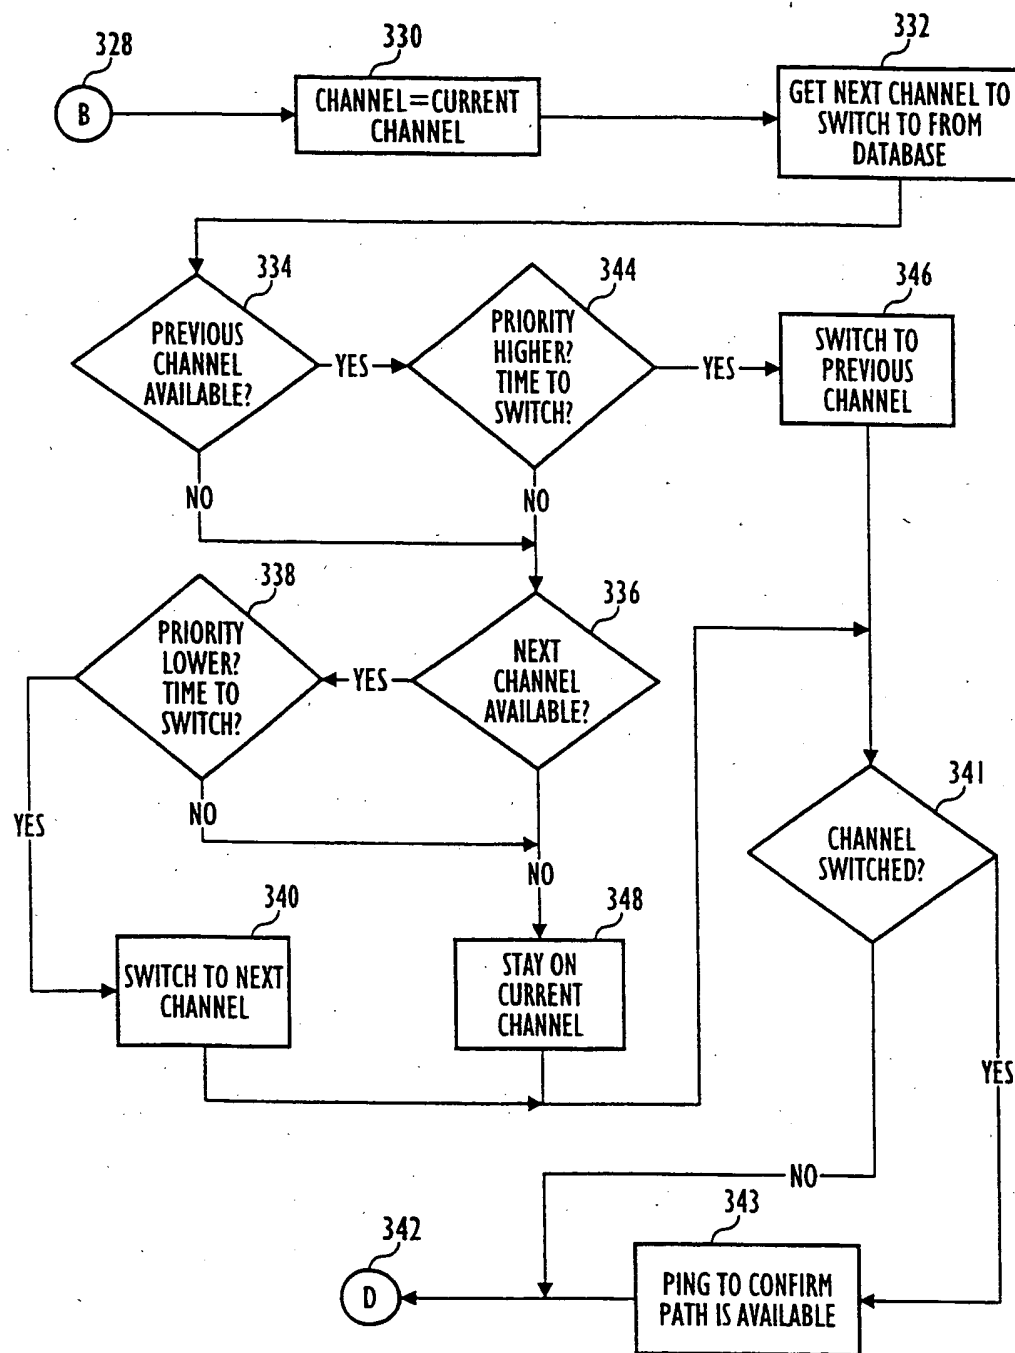 328
B
330
CHANNEL=CURRENT
CHANNEL
332
GET NEXT CHANNEL TO
SWITCH TO FROM
DATABASE
334
PREVIOUS
CHANNEL
AVAILABLE?
YES
344
PRIORITY
HIGHER?
TIME TO
SWITCH?
YES
346
SWITCH TO
PREVIOUS
CHANNEL
NO
NO
338
PRIORITY
LOWER?
TIME TO
SWITCH?
YES
336
NEXT
CHANNEL
AVAILABLE?
NO
YES
NO
341
CHANNEL
SWITCHED?
340
SWITCH TO NEXT
CHANNEL
348
STAY ON
CURRENT
CHANNEL
YES
NO
342
D
343
PING TO CONFIRM
PATH IS AVAILABLE